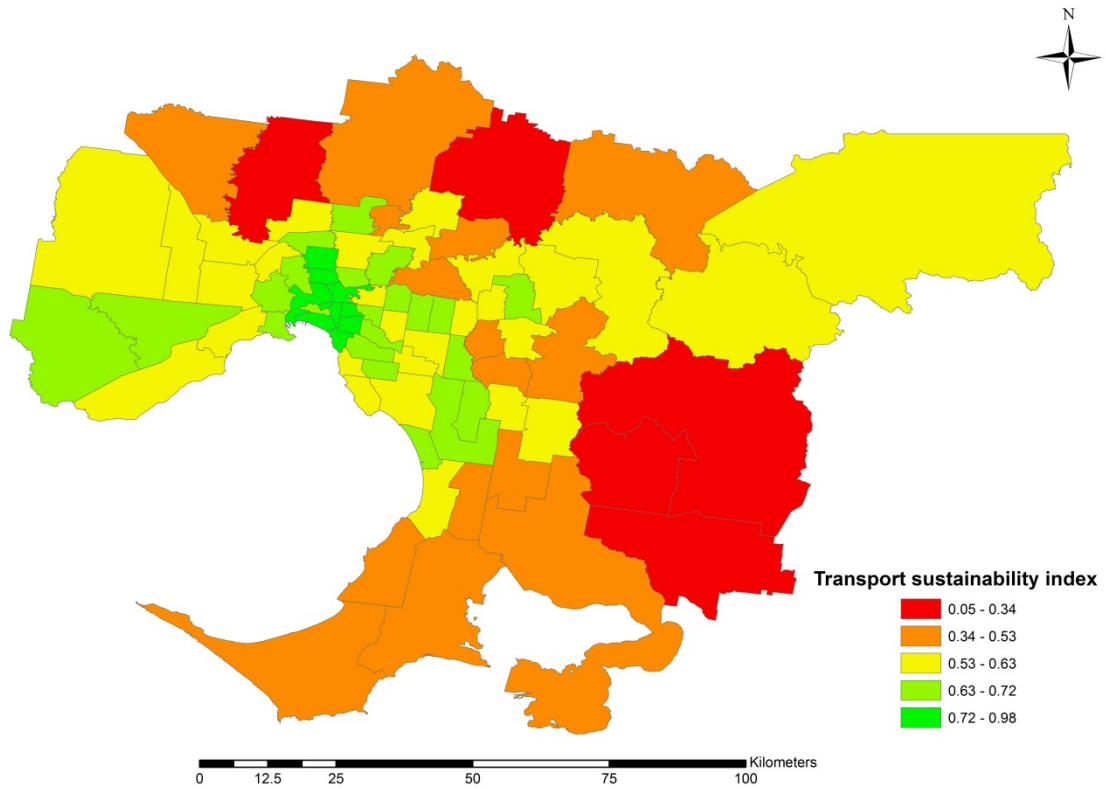 N
Transport sustainability index
0.05 - 0.34
0.34 - 0.53
0.53 - 0.63
0.63 - 0.72
0.72 - 0.98
Kilometers
0 12.5 25 50 75 100